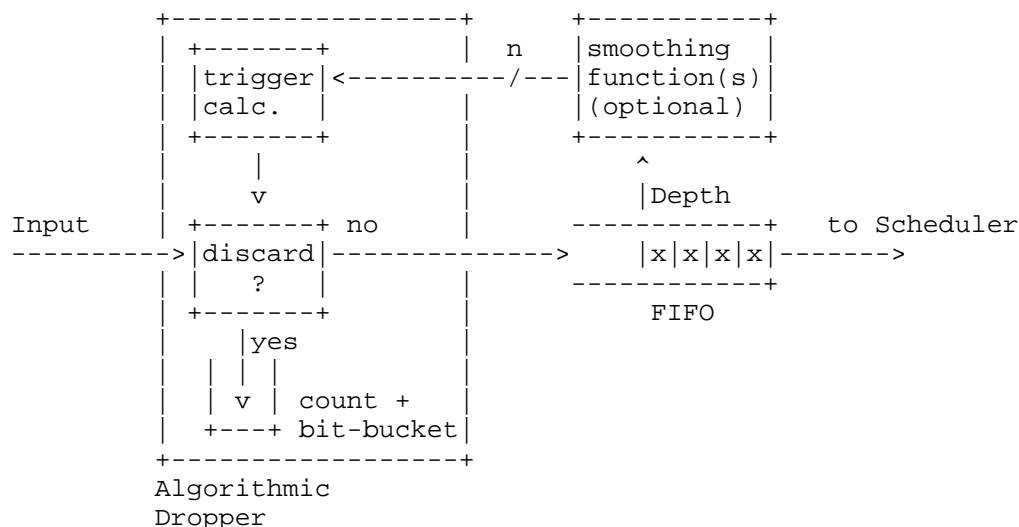 n smoothing
trigger function(s)
calc. (optional)
v Depth
Input no to Scheduler
discard x x x x
?
FIFO
yes
v count +
bit-bucket
Algorithmic
Dropper